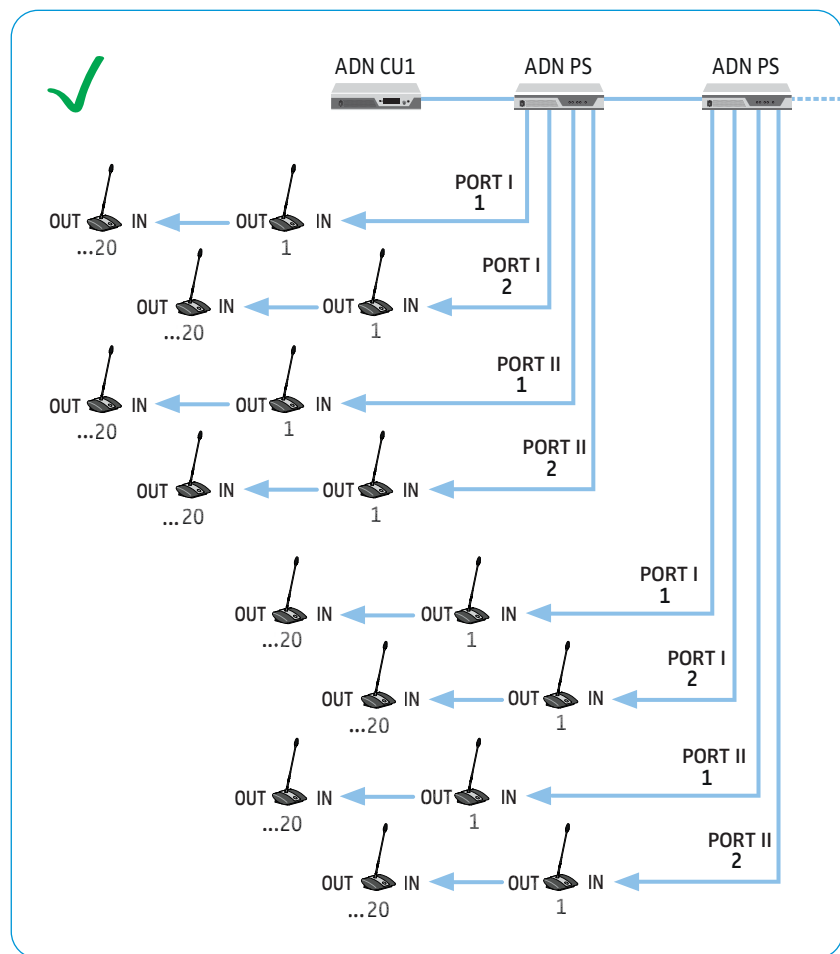 ADN CU1 ADN PS ADN PS
PORT I
1
OUT IN OUT IN
...20 1
PORT I
2
OUT IN OUT IN
...20 1
PORT II
1
OUT IN OUT IN
...20 1
PORT II
2
OUT IN OUT IN
...20 1
PORT I
1
OUT IN OUT IN
...20 1
PORT I
2
OUT IN OUT IN
...20 1
PORT II
1
OUT IN OUT IN
...20 1
PORT II
2
OUT IN OUT IN
...20 1